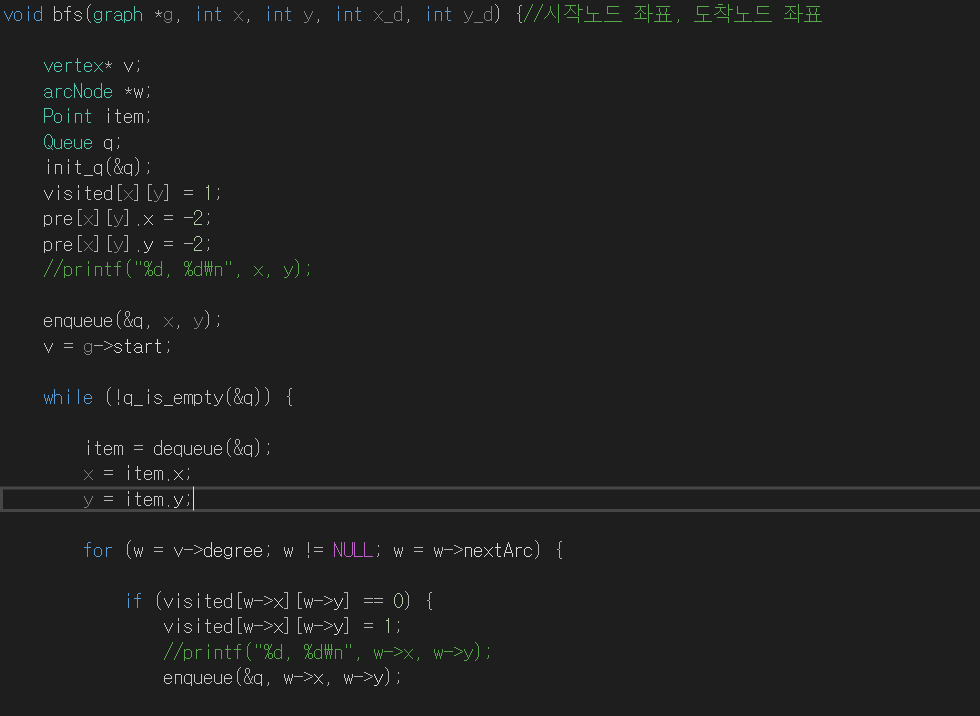 void bfs(graph *g, int x, int y, int x_d, int y_d) {//시작노드 좌표, 도착노드 좌표
vertex* v;
arcNode *w;
Point item;
Queue q;
init_q(&q);
visited[x][y] = 1;
pre[x][y].x = -2;
pre[x][y].y = -2;
//printf("%d, %d₩n", x, y);
enqueue(&q, x, y);
v = g->start;
while (!q_is_empty(&q)) {
item = dequeue(&q);
x = item.x;
y = item.y;
for (w = v->degree; w != NULL; w = w->nextArc) {
if (visited[w->x][w->y] == 0) {
visited[w->x][w->y] = 1;
//printf("%d, %d₩n", w->x, w->y);
enqueue(&q, w->x, w->y);